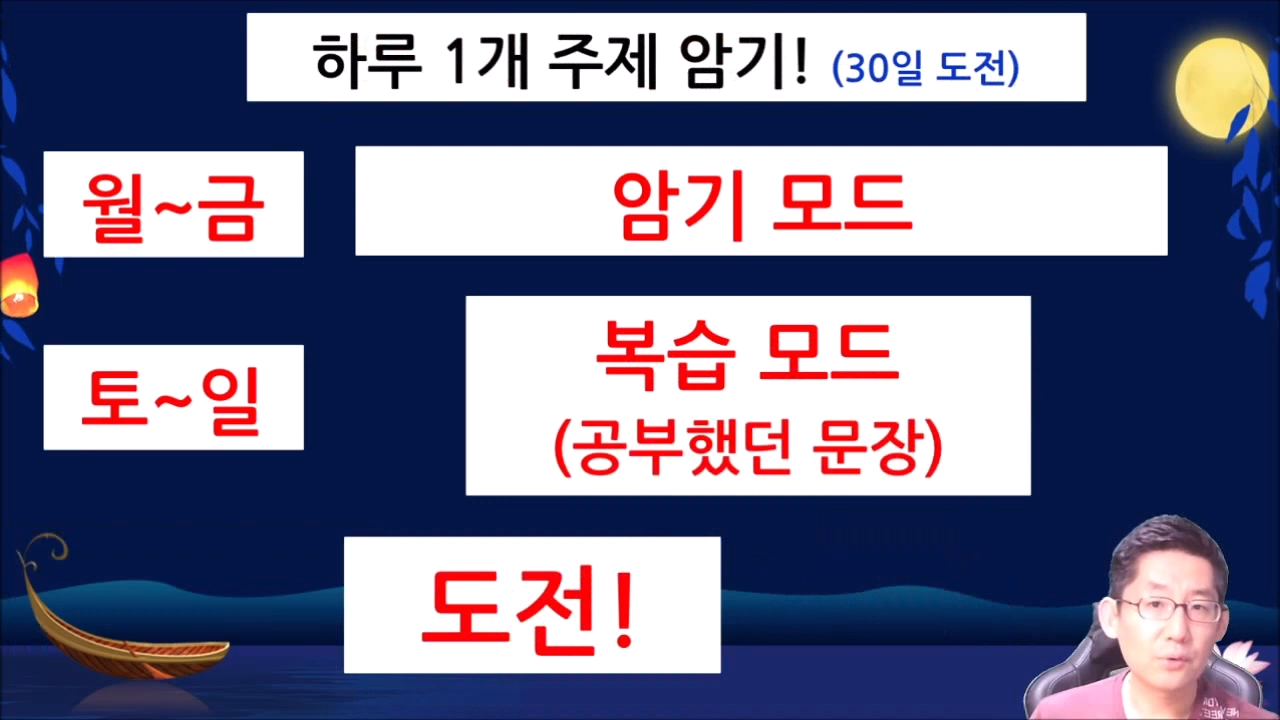 하루 1개 주제 암기! (30일 도전)
월~금
암기 모드
토~일
복습 모드
(공부했던 문장)
도전!